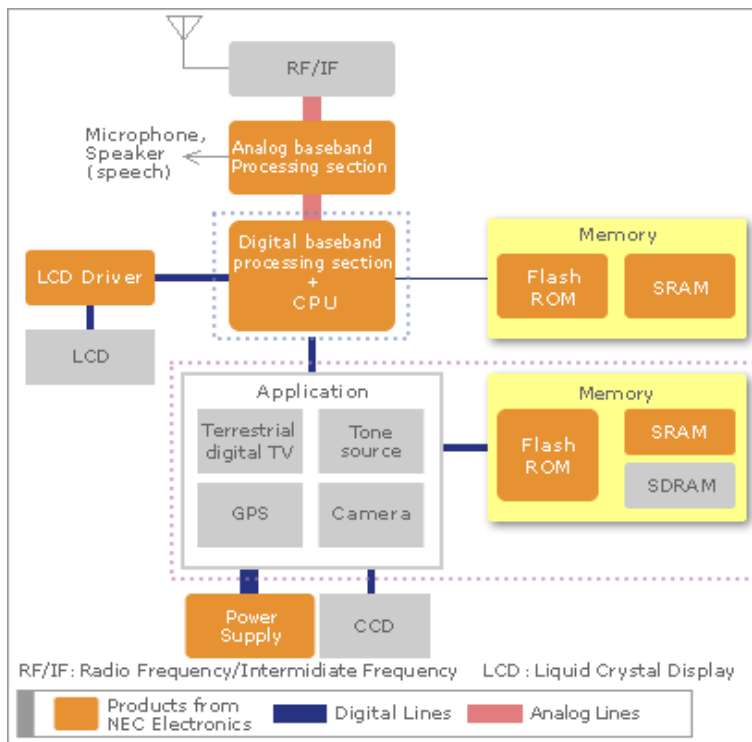 RF/IF
Microphone,
Speaker
(speech)
Analog baseband
Processing section
Digital baseband
processing section
+
CPU
LCD Driver
LCD
Memory
Flash
ROM
SRAM
Application
Terrestrial
digital TV
Tone
source
GPS
Camera
Memory
Flash
ROM
SRAM
SDRAM
Power
Supply
CCD
RF/IF: Radio Frequency/Intermidiate Frequency LCD : Liquid Crystal Display
Products from
NEC Electronics
Digital Lines
Analog Lines